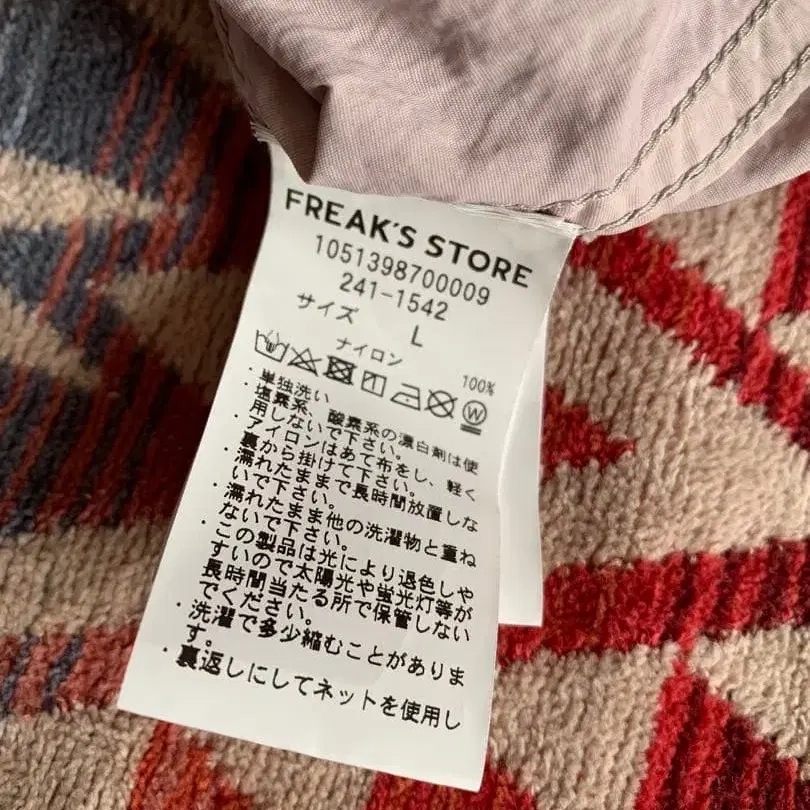 FREAK'S STORE
1051398700009
241-1542
サイズ L
ナイロン 100%
W
・単独洗い
・塩素系、酸素系の漂白剤は使
用しないで下さい。
・アイロンはあて布をし、軽く
裏から掛けて下さい。
・濡れたままで長時間放置しな
いで下さい。
・濡れたまま他の洗濯物と重ね
ないで下さい。
・この製品は光により退色しや
すいので太陽光や蛍光灯等が
長時間当たる所で保管しない
でください。
・洗濯で多少縮むことがありま
す。
・裏返しにしてネットを使用し